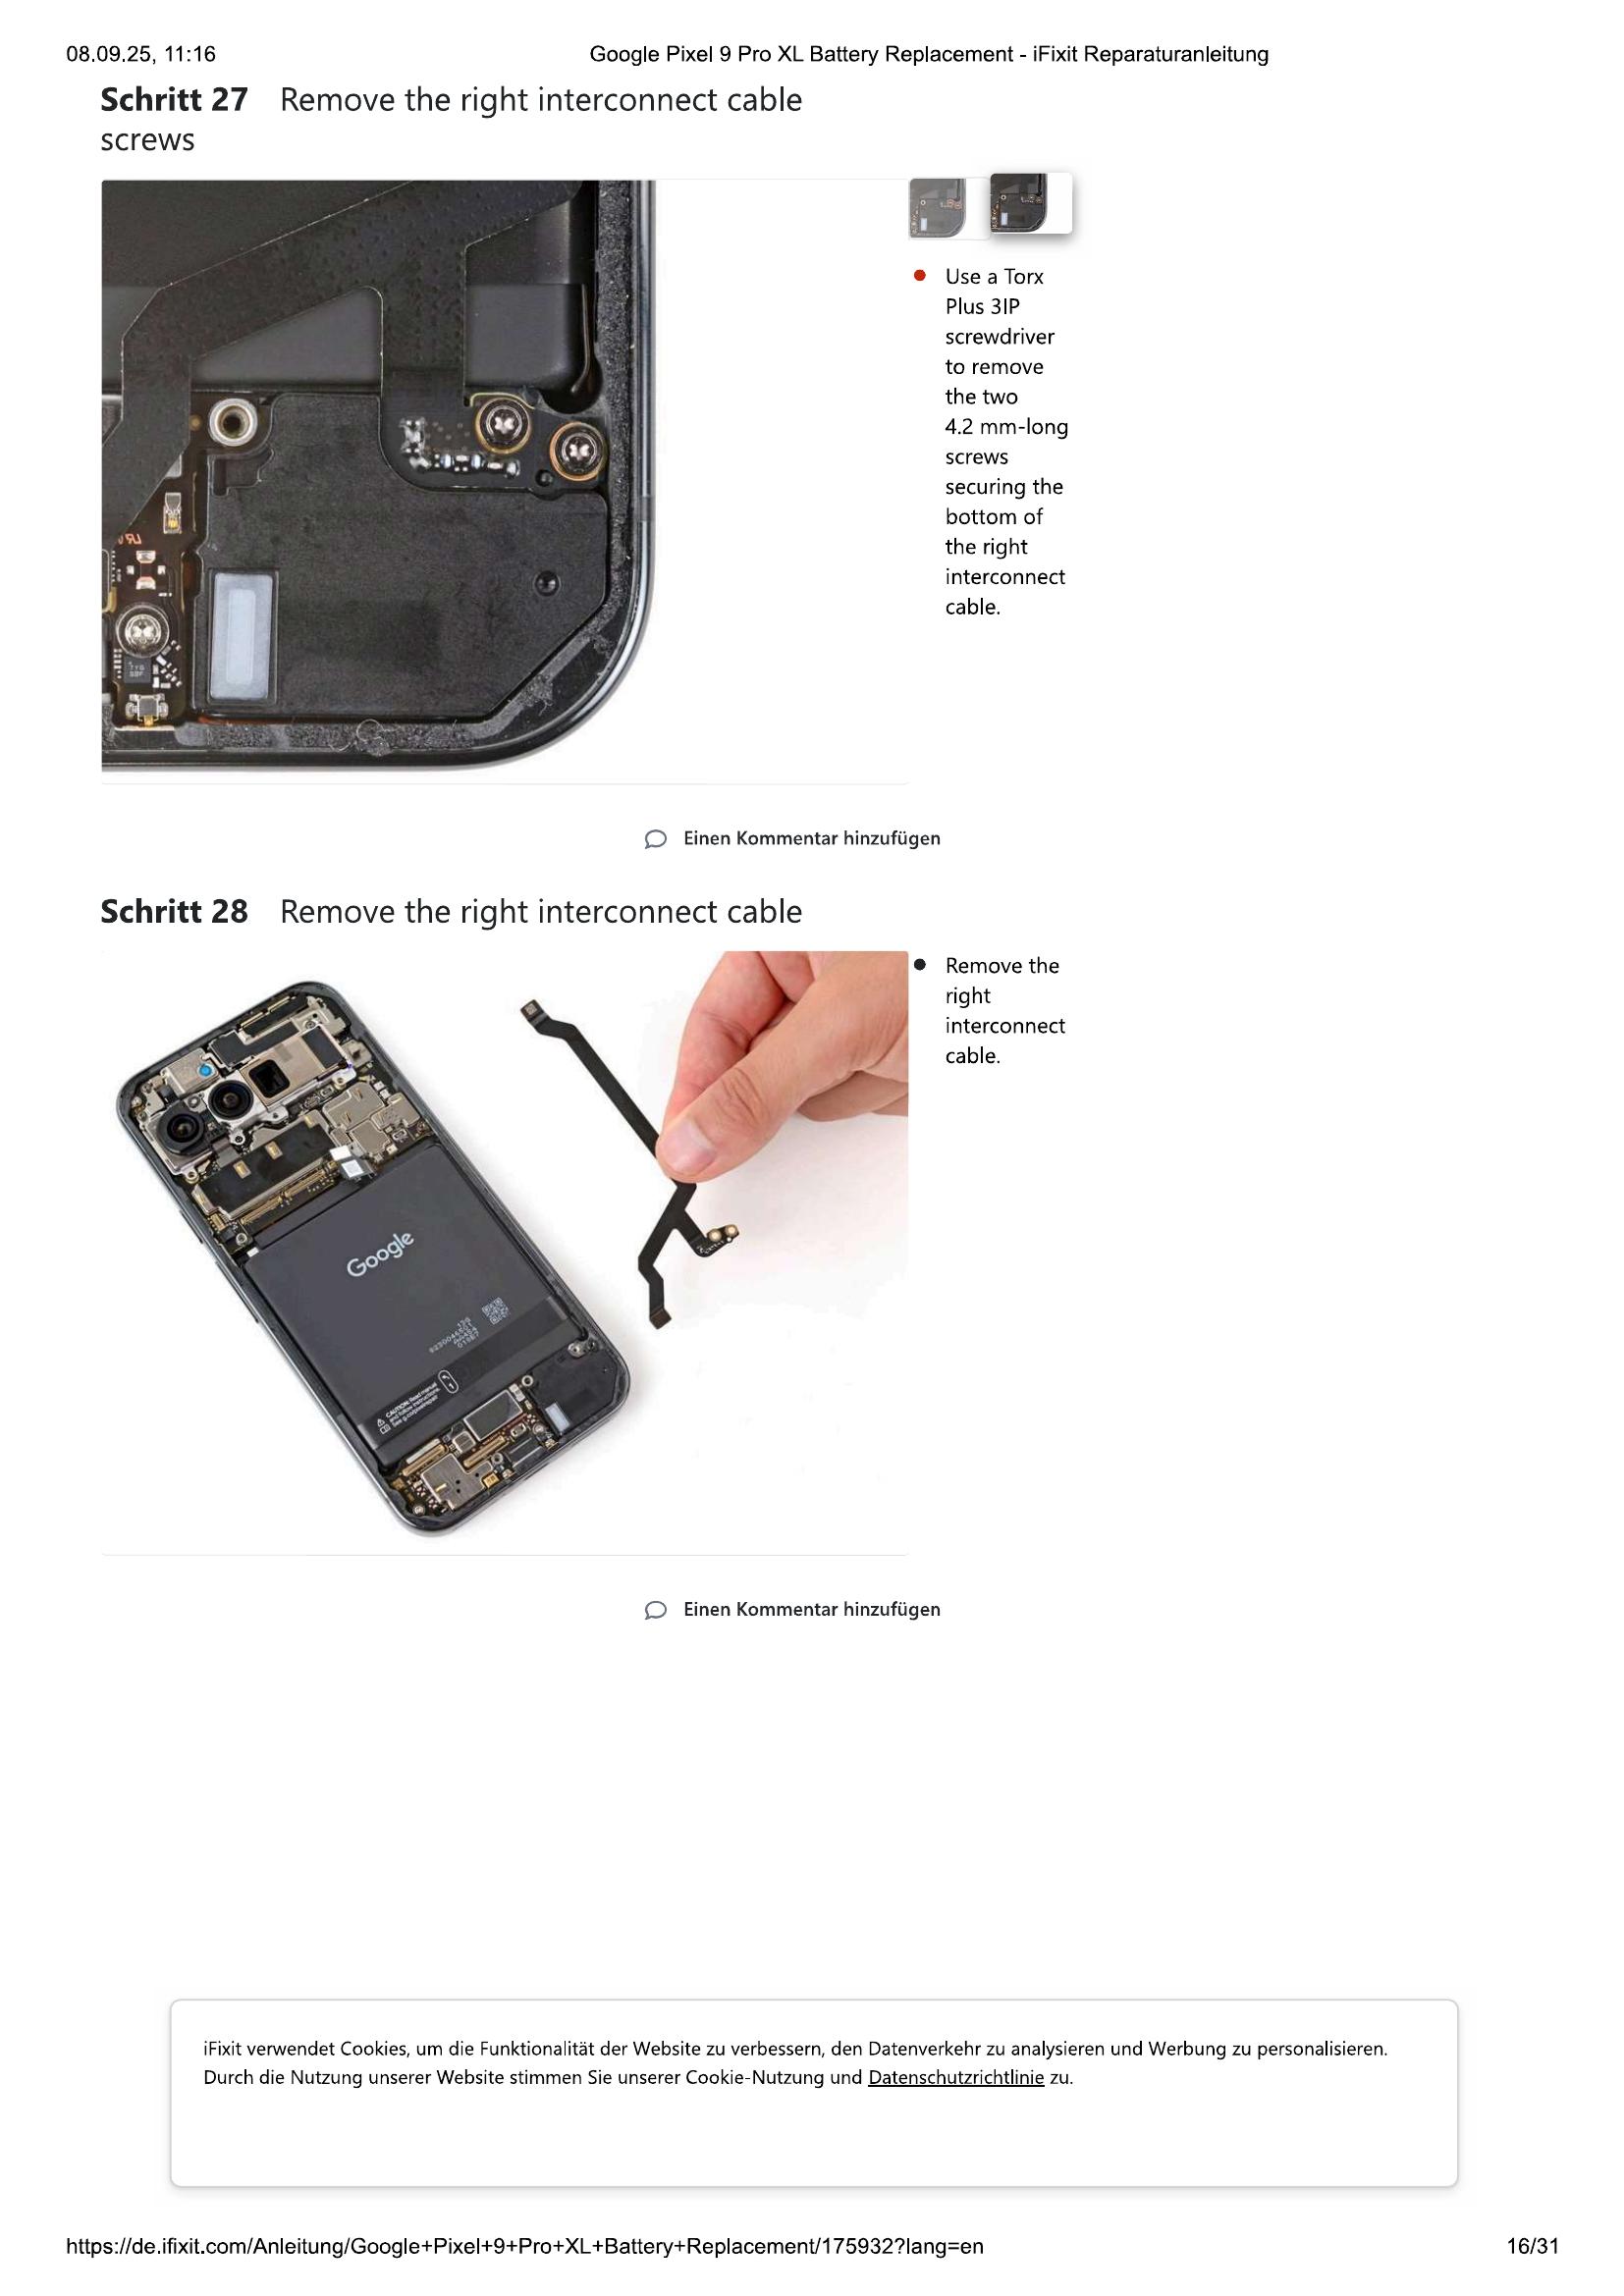 08.09.25, 11:16 Google Pixel 9 Pro XL Battery Replacement - iFixit Reparaturanleitung
Schritt 27 Remove the right interconnect cable
screws
Use a Torx
Plus 3IP
screwdriver
to remove
the two
4.2 mm-long
screws
securing the
bottom of
the right
interconnect
cable.
Einen Kommentar hinzufügen
Schritt 28 Remove the right interconnect cable
Remove the
right
interconnect
cable.
Google
Einen Kommentar hinzufügen
iFixit verwendet Cookies, um die Funktionalität der Website zu verbessern, den Datenverkehr zu analysieren und Werbung zu personalisieren.
Durch die Nutzung unserer Website stimmen Sie unserer Cookie-Nutzung und Datenschutzrichtlinie zu.
https://de.ifixit.com/Anleitung/Google+Pixel+9+Pro+XL+Battery+Replacement/175932?lang=en 16/31